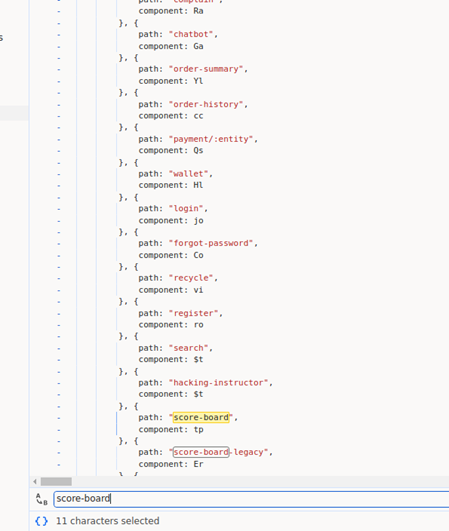 component: Ra
}, {
path: "chatbot",
component: Ga
}, {
path: "order-summary",
component: Yl
}, {
path: "order-history",
component: cc
}, {
path: "payment/:entity",
component: Qs
}, {
path: "wallet",
component: Hl
}, {
path: "login",
component: jo
}, {
path: "forgot-password",
component: Co
}, {
path: "recycle",
component: vi
}, {
path: "register",
component: ro
}, {
path: "search",
component: $t
}, {
path: "hacking-instructor",
component: $t
}, {
path: "score-board",
component: tp
}, {
path: "score-board-legacy",
component: Er
}, {
A B score-board
{} 11 characters selected